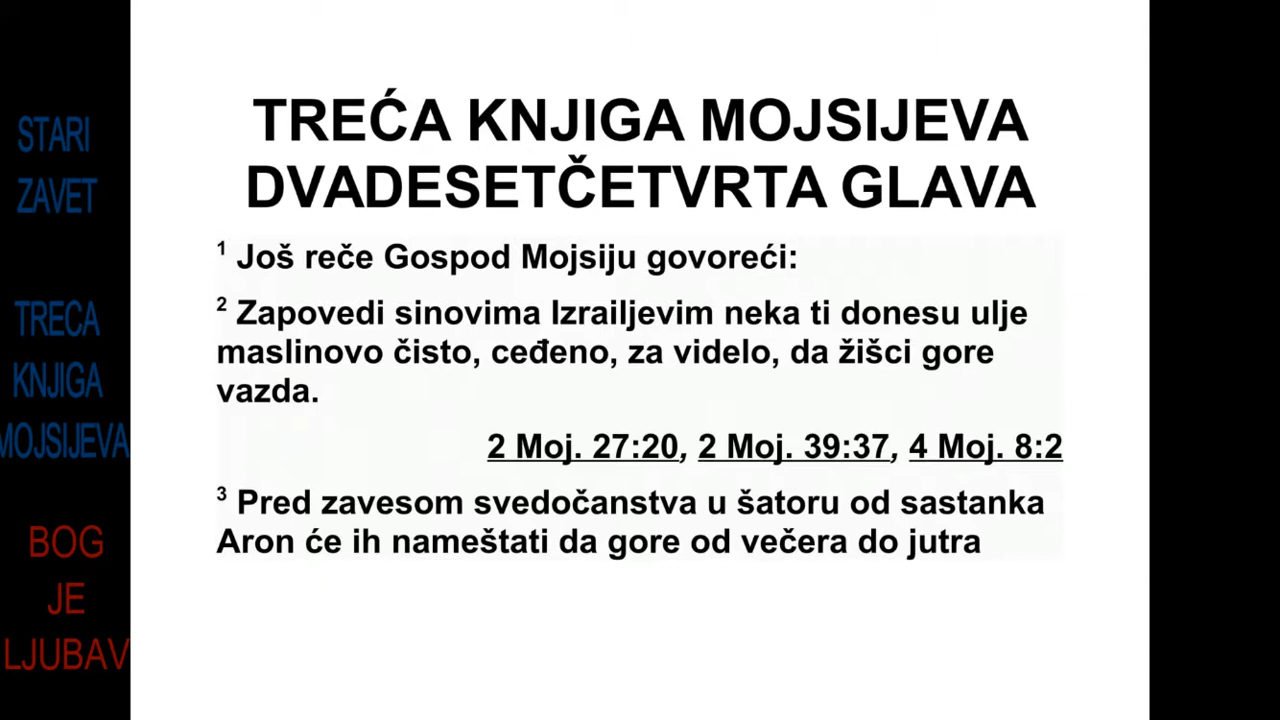 STARI
ZAVET
TRECA
KNJIGA
MOJSIJEVA
BOG
JE
LJUBAV
TREĆA KNJIGA MOJSIJEVA
DVADESETČETVRTA GLAVA
1 Još reče Gospod Mojsiju govoreći:
2 Zapovedi sinovima Izrailjevim neka ti donesu ulje
maslinovo čisto, ceđeno, za videlo, da žišci gore
vazda.
2 Moj. 27:20, 2 Moj. 39:37, 4 Moj. 8:2
3 Pred zavesom svedočanstva u šatoru od sastanka
Aron će ih nameštati da gore od večera do jutra